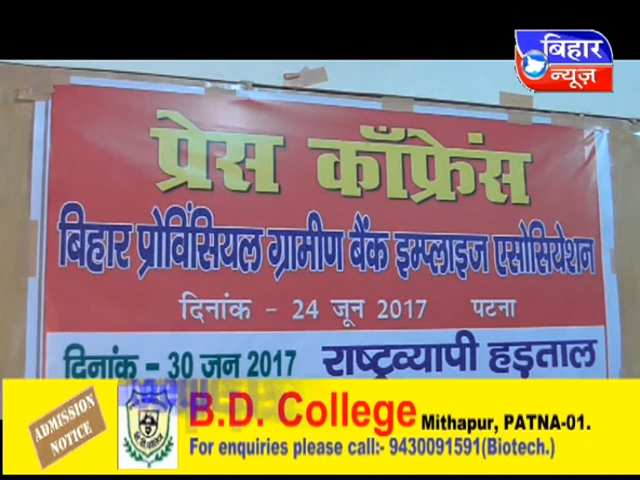 बिहार
न्यूज़
प्रेस कॉफ्रेंस
बिहार प्रोविंसियल ग्रामीण बैंक इम्प्लाइज एसोसियेशन
दिनांक - 24 जून 2017 पटना
दिनांक - 30 जून 2017 राष्ट्रव्यापी हड़ताल
ADMISSION
NOTICE
B.D. College Mithapur, PATNA-01.
For enquiries please call:- 9430091591(Biotech.)